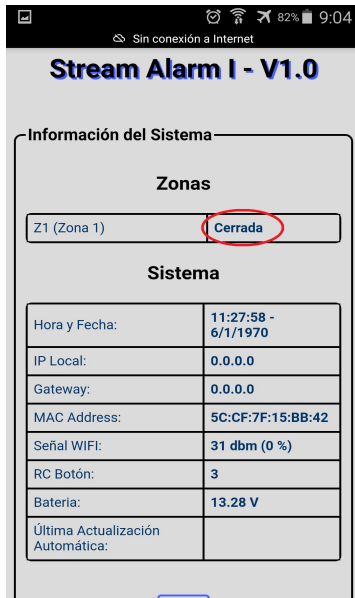 82% 9:04
Sin conexión a Internet
Stream Alarm I - V1.0
Información del Sistema
Zonas
Z1 (Zona 1) Cerrada
Sistema
Hora y Fecha: 11:27:58 -
6/1/1970
IP Local: 0.0.0.0
Gateway: 0.0.0.0
MAC Address: 5C:CF:7F:15:BB:42
Señal WIFI: 31 dbm (0 %)
RC Botón: 3
Bateria: 13.28 V
Última Actualización
Automática: